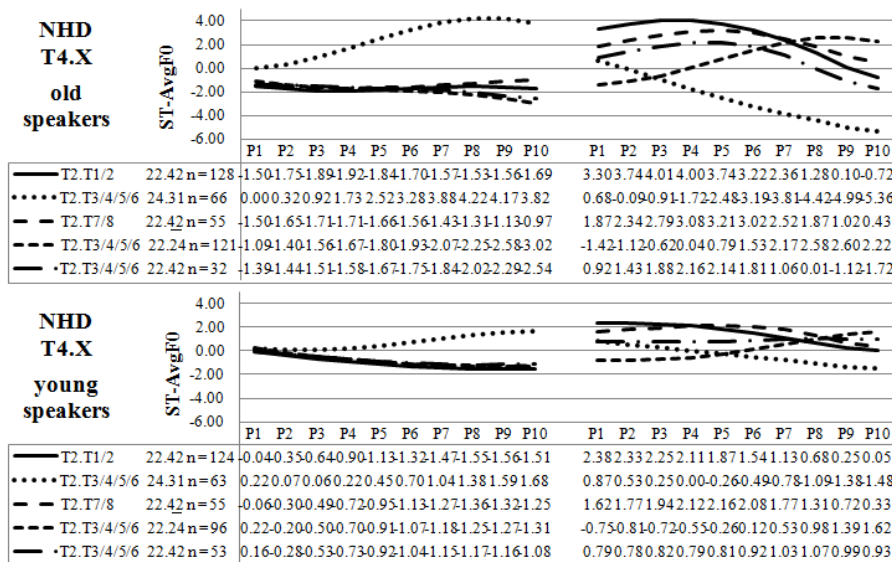 NHD
T4.X
old
speakers
ST-AvgF0
4.00
2.00
0.00
-2.00
-4.00
-6.00
P1 P2 P3 P4 P5 P6 P7 P8 P9 P10 P1 P2 P3 P4 P5 P6 P7 P8 P9 P10
T2.T1/2 22.42 n=128 -1.50 -1.75 -1.89 -1.92 -1.84 -1.70 -1.57 -1.53 -1.56 -1.69 3.30 3.74 4.01 4.00 3.74 3.22 2.36 1.28 0.10 -0.72
T2.T3/4/5/6 24.31 n=66 0.00 0.32 0.92 1.73 2.52 3.28 3.88 4.22 4.17 3.82 0.68 -0.09 -0.91 -1.72 -2.48 -3.19 -3.81 -4.42 -4.99 -5.36
T2.T7/8 22.42 n=55 -1.50 -1.65 -1.71 -1.71 -1.66 -1.56 -1.43 -1.31 -1.13 -0.97 1.87 2.34 2.79 3.08 3.21 3.02 2.52 1.87 1.02 0.43
T2.T3/4/5/6 22.24 n=121 -1.09 -1.40 -1.56 -1.67 -1.80 -1.93 -2.07 -2.25 -2.58 -3.02 -1.42 -1.12 -0.62 0.04 0.79 1.53 2.17 2.58 2.60 2.22
T2.T3/4/5/6 22.42 n=32 -1.39 -1.44 -1.51 -1.58 -1.67 -1.75 -1.84 -2.02 -2.29 -2.54 0.92 1.43 1.88 2.16 2.14 1.81 1.06 0.01 -1.12 -1.72
NHD
T4.X
young
speakers
ST-AvgF0
4.00
2.00
0.00
-2.00
-4.00
-6.00
P1 P2 P3 P4 P5 P6 P7 P8 P9 P10 P1 P2 P3 P4 P5 P6 P7 P8 P9 P10
T2.T1/2 22.42 n=124 -0.04 -0.35 -0.64 -0.90 -1.13 -1.32 -1.47 -1.55 -1.56 -1.51 2.38 2.33 2.25 2.11 1.87 1.54 1.13 0.68 0.25 0.05
T2.T3/4/5/6 24.31 n=63 0.22 0.07 0.06 0.22 0.45 0.70 1.04 1.38 1.59 1.68 0.87 0.53 0.25 0.00 -0.26 -0.49 -0.78 -1.09 -1.38 -1.48
T2.T7/8 22.42 n=55 -0.06 -0.30 -0.49 -0.72 -0.95 -1.13 -1.27 -1.36 -1.32 -1.25 1.62 1.77 1.94 2.12 2.16 2.08 1.77 1.31 0.72 0.33
T2.T3/4/5/6 22.24 n=96 0.22 -0.20 -0.50 -0.70 -0.91 -1.07 -1.18 -1.25 -1.27 -1.31 -0.75 -0.81 -0.72 -0.55 -0.26 0.12 0.53 0.98 1.39 1.62
T2.T3/4/5/6 22.42 n=53 0.16 -0.28 -0.53 -0.73 -0.92 -1.04 -1.15 -1.17 -1.16 -1.08 0.79 0.78 0.82 0.79 0.81 0.92 1.03 1.07 0.99 0.93